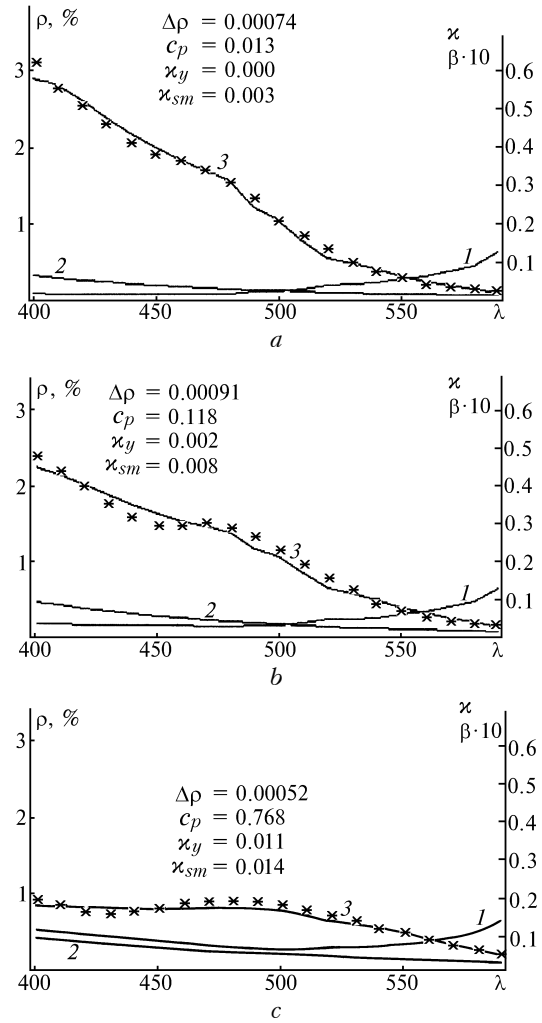 ρ, %
Δρ = 0.00074
c_p = 0.013
ϰ_y = 0.000
ϰ_sm = 0.003
ϰ
β·10
3
2
1
0.6
0.5
0.4
0.3
0.2
0.1
3
2
1
400 450 500 550 λ
a
ρ, %
Δρ = 0.00091
c_p = 0.118
ϰ_y = 0.002
ϰ_sm = 0.008
ϰ
β·10
3
2
1
0.6
0.5
0.4
0.3
0.2
0.1
3
2
1
400 450 500 550 λ
b
ρ, %
ϰ
β·10
Δρ = 0.00052
c_p = 0.768
ϰ_y = 0.011
ϰ_sm = 0.014
3
2
1
0.6
0.5
0.4
0.3
0.2
0.1
3
1
2
400 450 500 550 λ
c